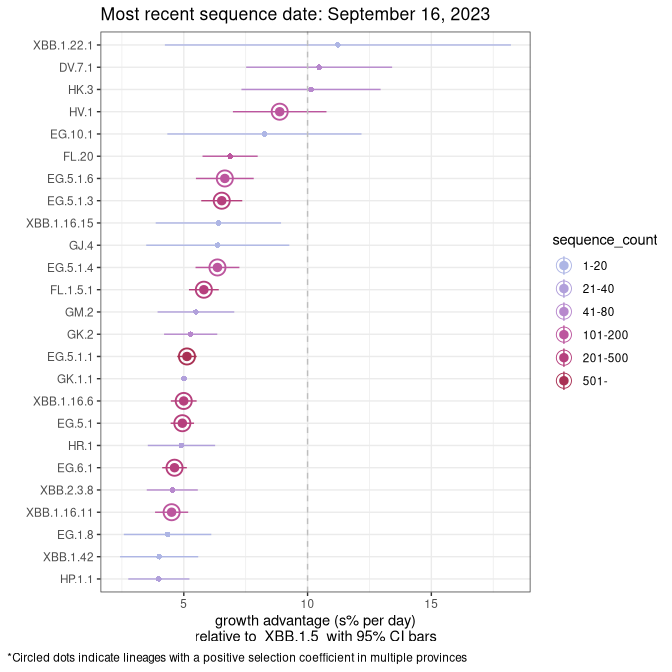 Most recent sequence date: September 16, 2023
XBB.1.22.1
DV.7.1
HK.3
HV.1
EG.10.1
FL.20
EG.5.1.6
EG.5.1.3
XBB.1.16.15
GJ.4
EG.5.1.4
FL.1.5.1
GM.2
GK.2
EG.5.1.1
GK.1.1
XBB.1.16.6
EG.5.1
HR.1
EG.6.1
XBB.2.3.8
XBB.1.16.11
EG.1.8
XBB.1.42
HP.1.1
5 10 15
growth advantage (s% per day)
relative to XBB.1.5 with 95% CI bars
sequence_count
1-20
21-40
41-80
101-200
201-500
501-
*Circled dots indicate lineages with a positive selection coefficient in multiple provinces